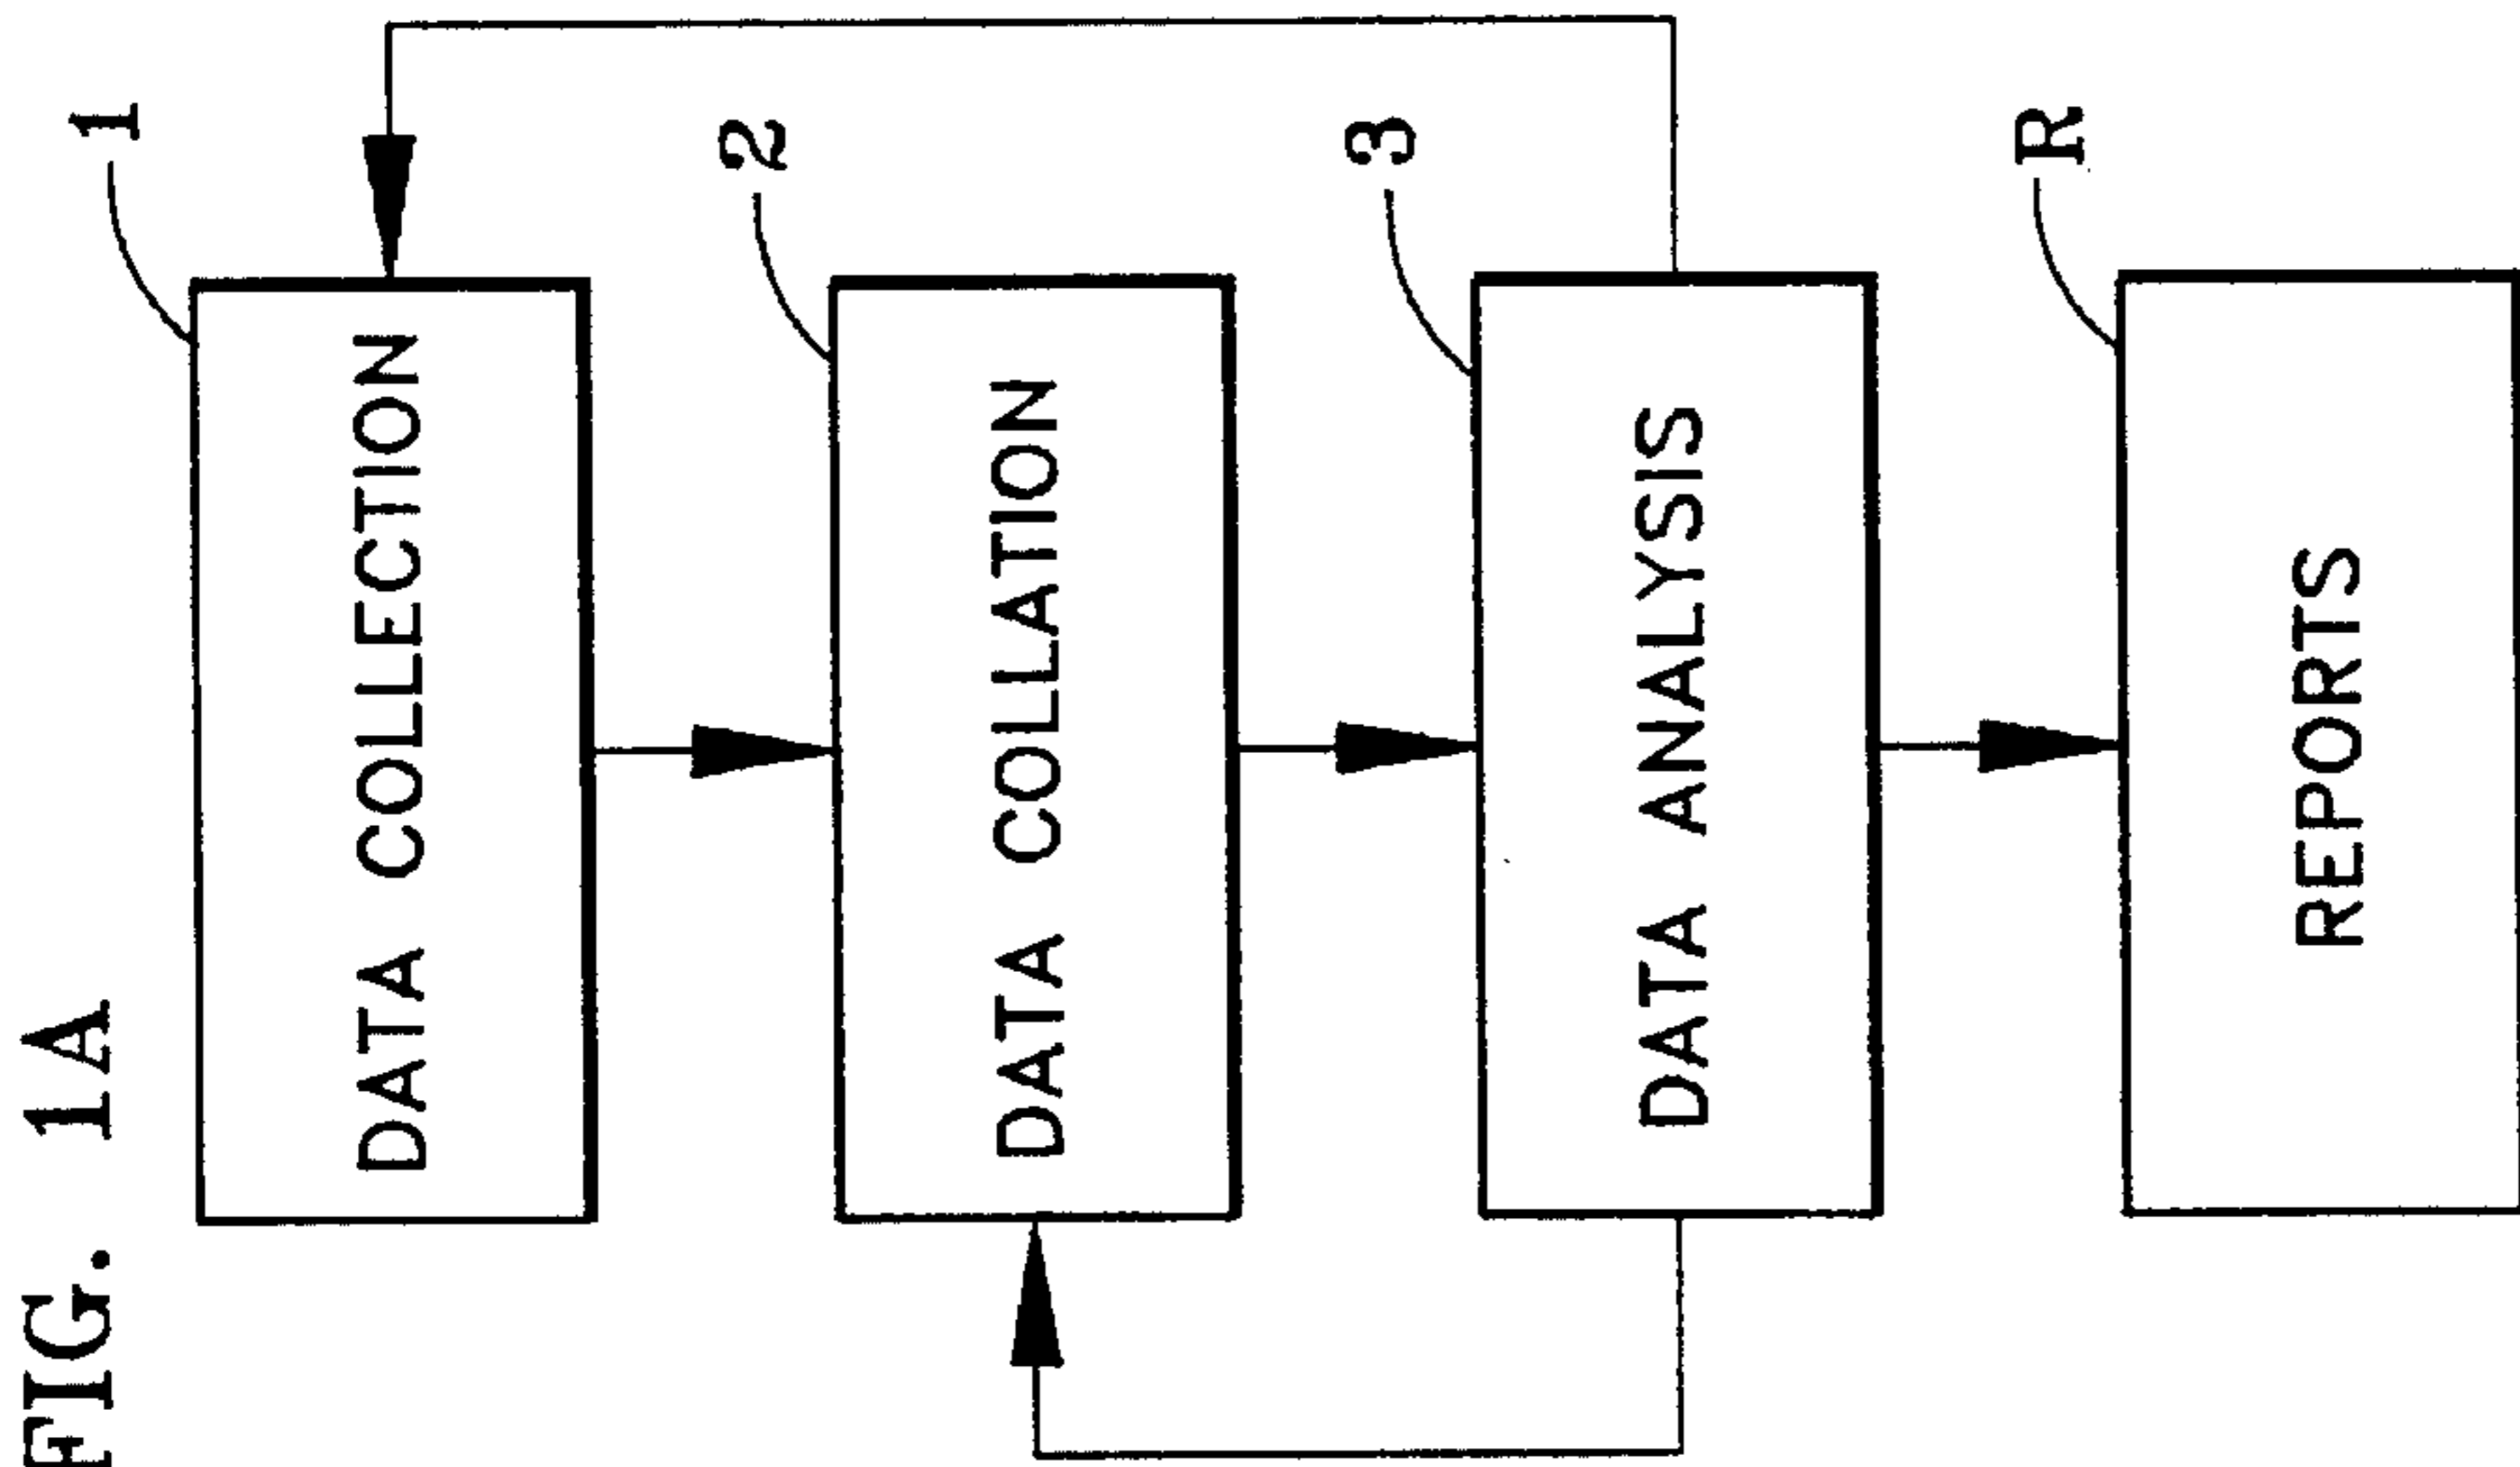 FIG. 1A
1
DATA COLLECTION
2
DATA COLLATION
3
DATA ANALYSIS
R
REPORTS